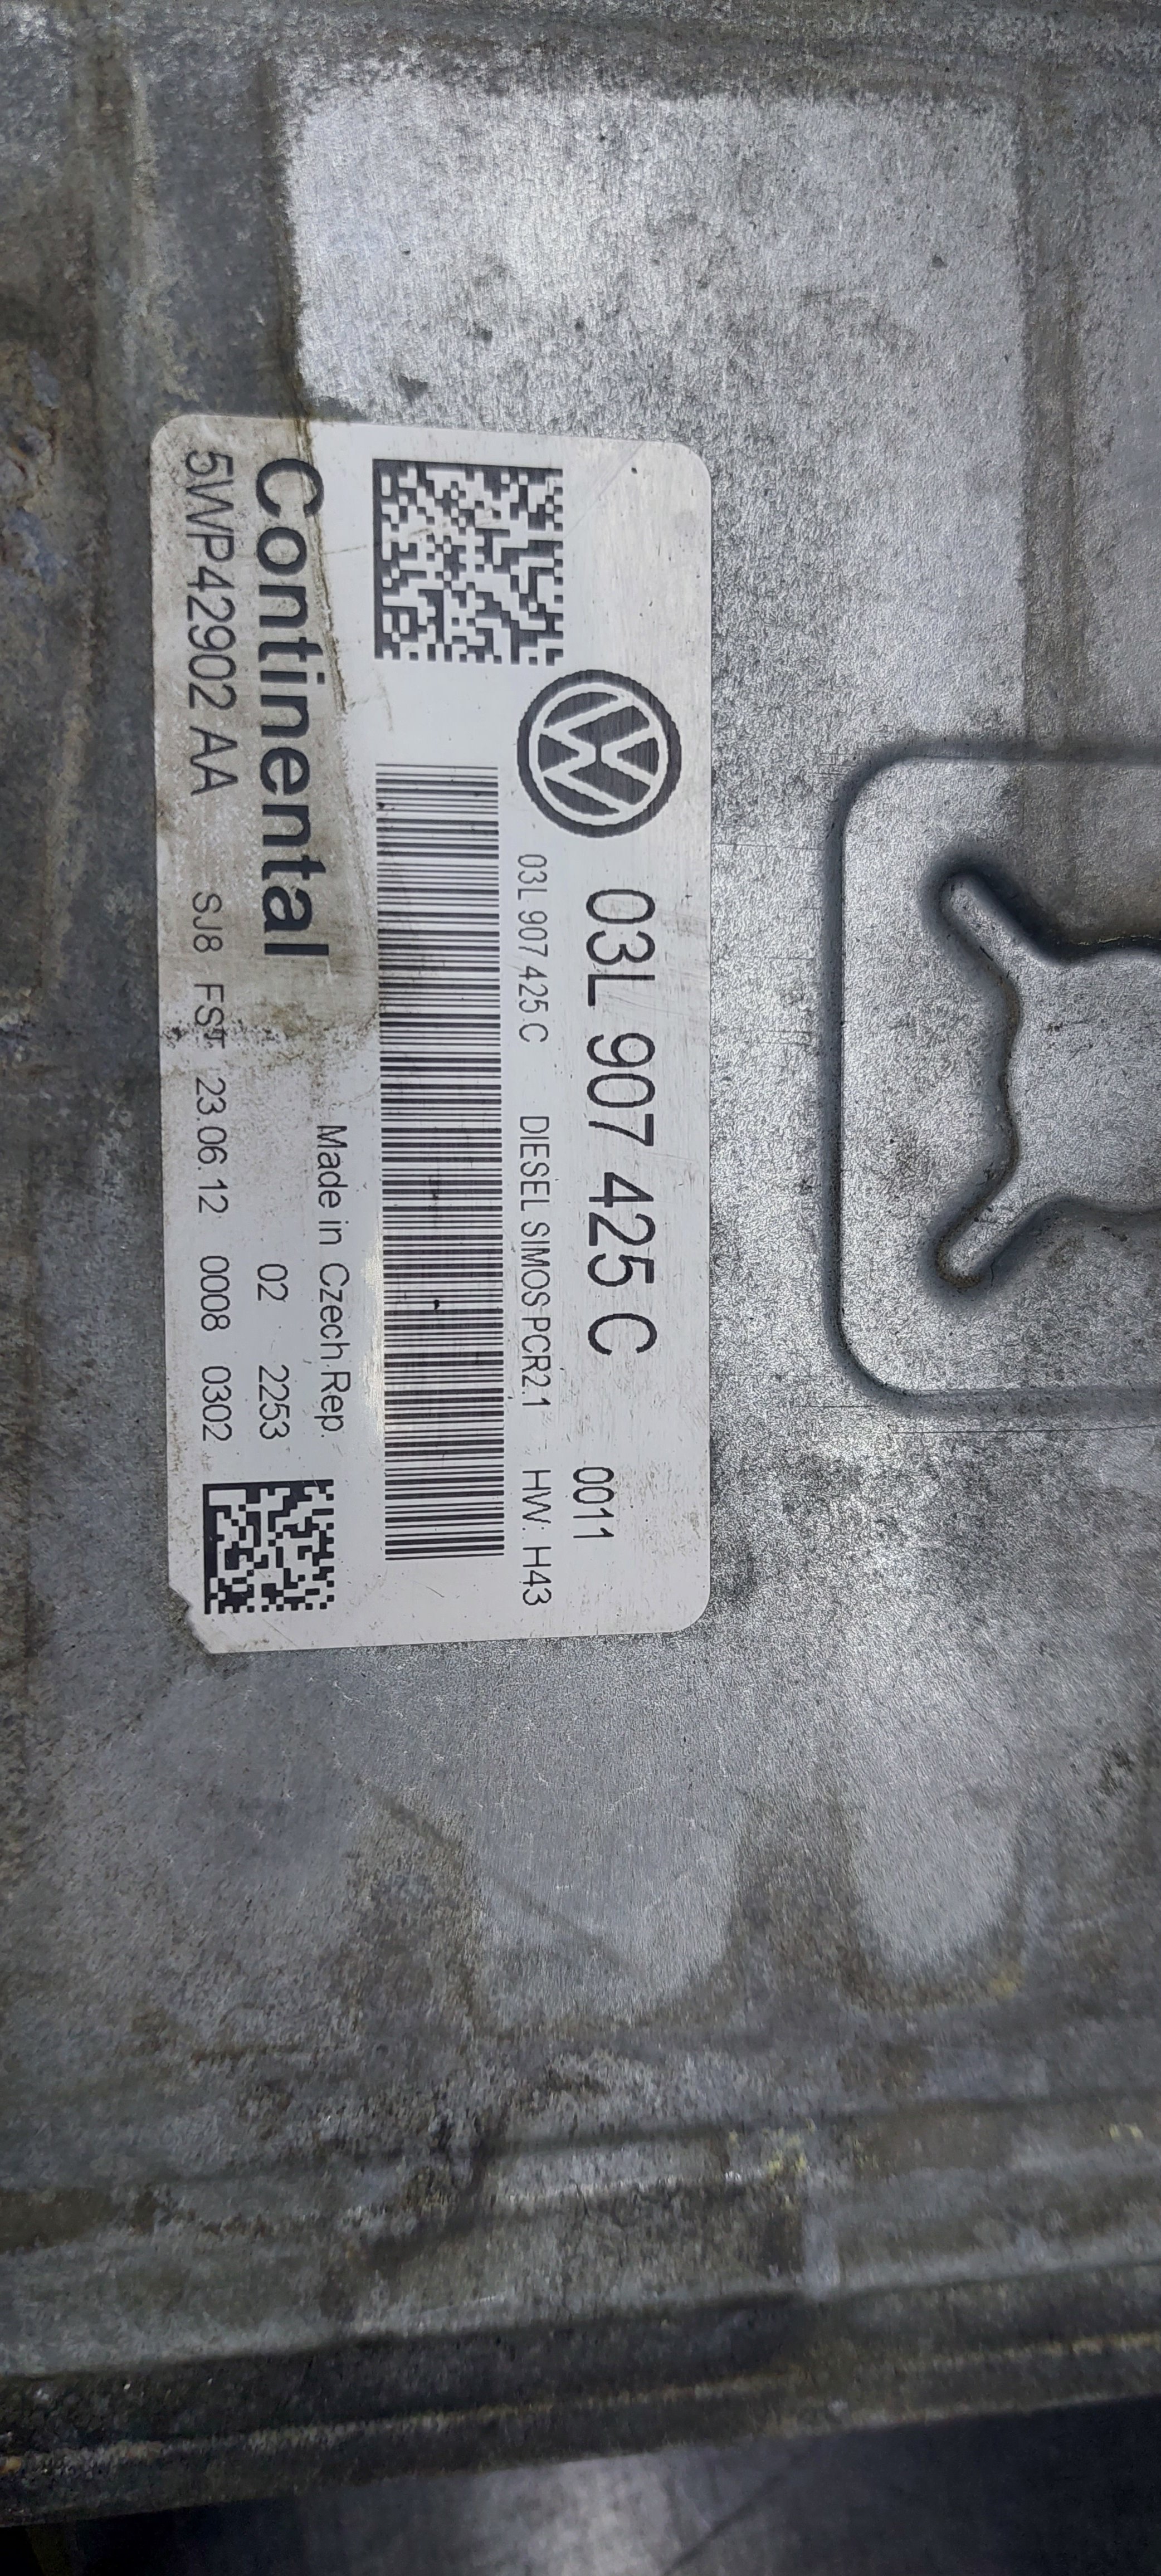 03L 907 425 C 0011
03L 907 425 C DIESEL SIMOS PCR2.1 HW: H43
Made in Czech Rep.
Continental 02 2253
5WP42902 AA SJ8 FST 23.06.12 0008 0302